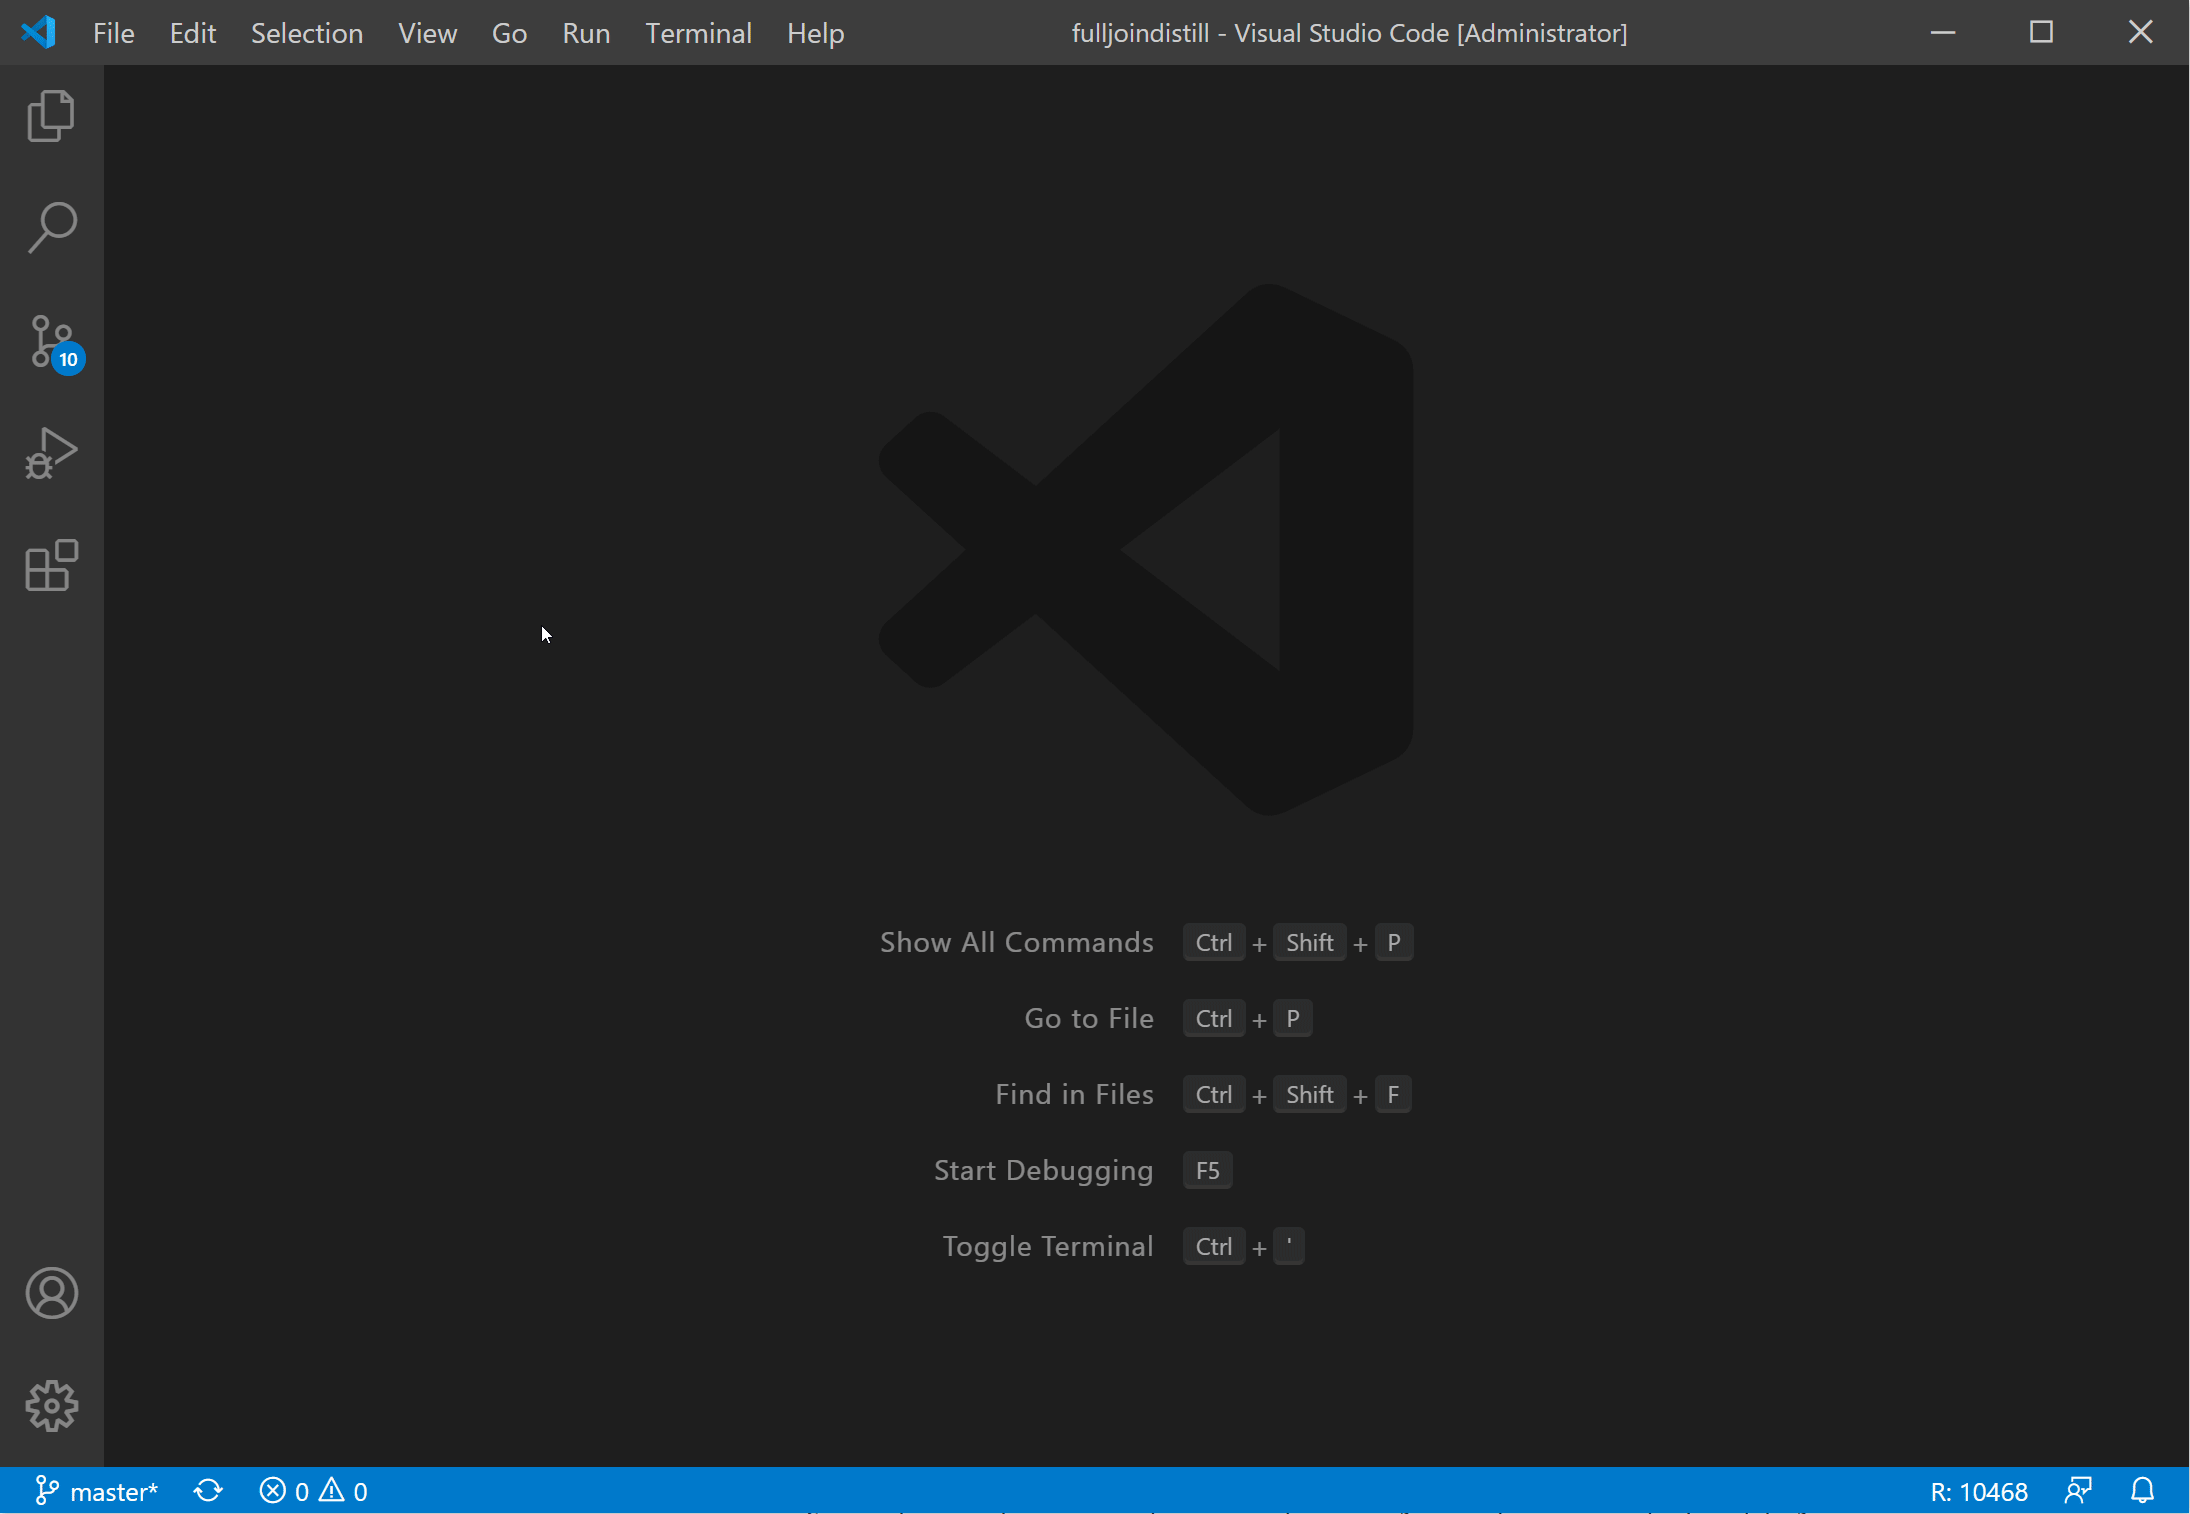 File Edit Selection View Go Run Terminal Help fulljoindistill - Visual Studio Code [Administrator]
10
Show All Commands Ctrl + Shift + P
Go to File Ctrl + P
Find in Files Ctrl + Shift + F
Start Debugging F5
Toggle Terminal Ctrl + '
master* 0 0 R: 10468